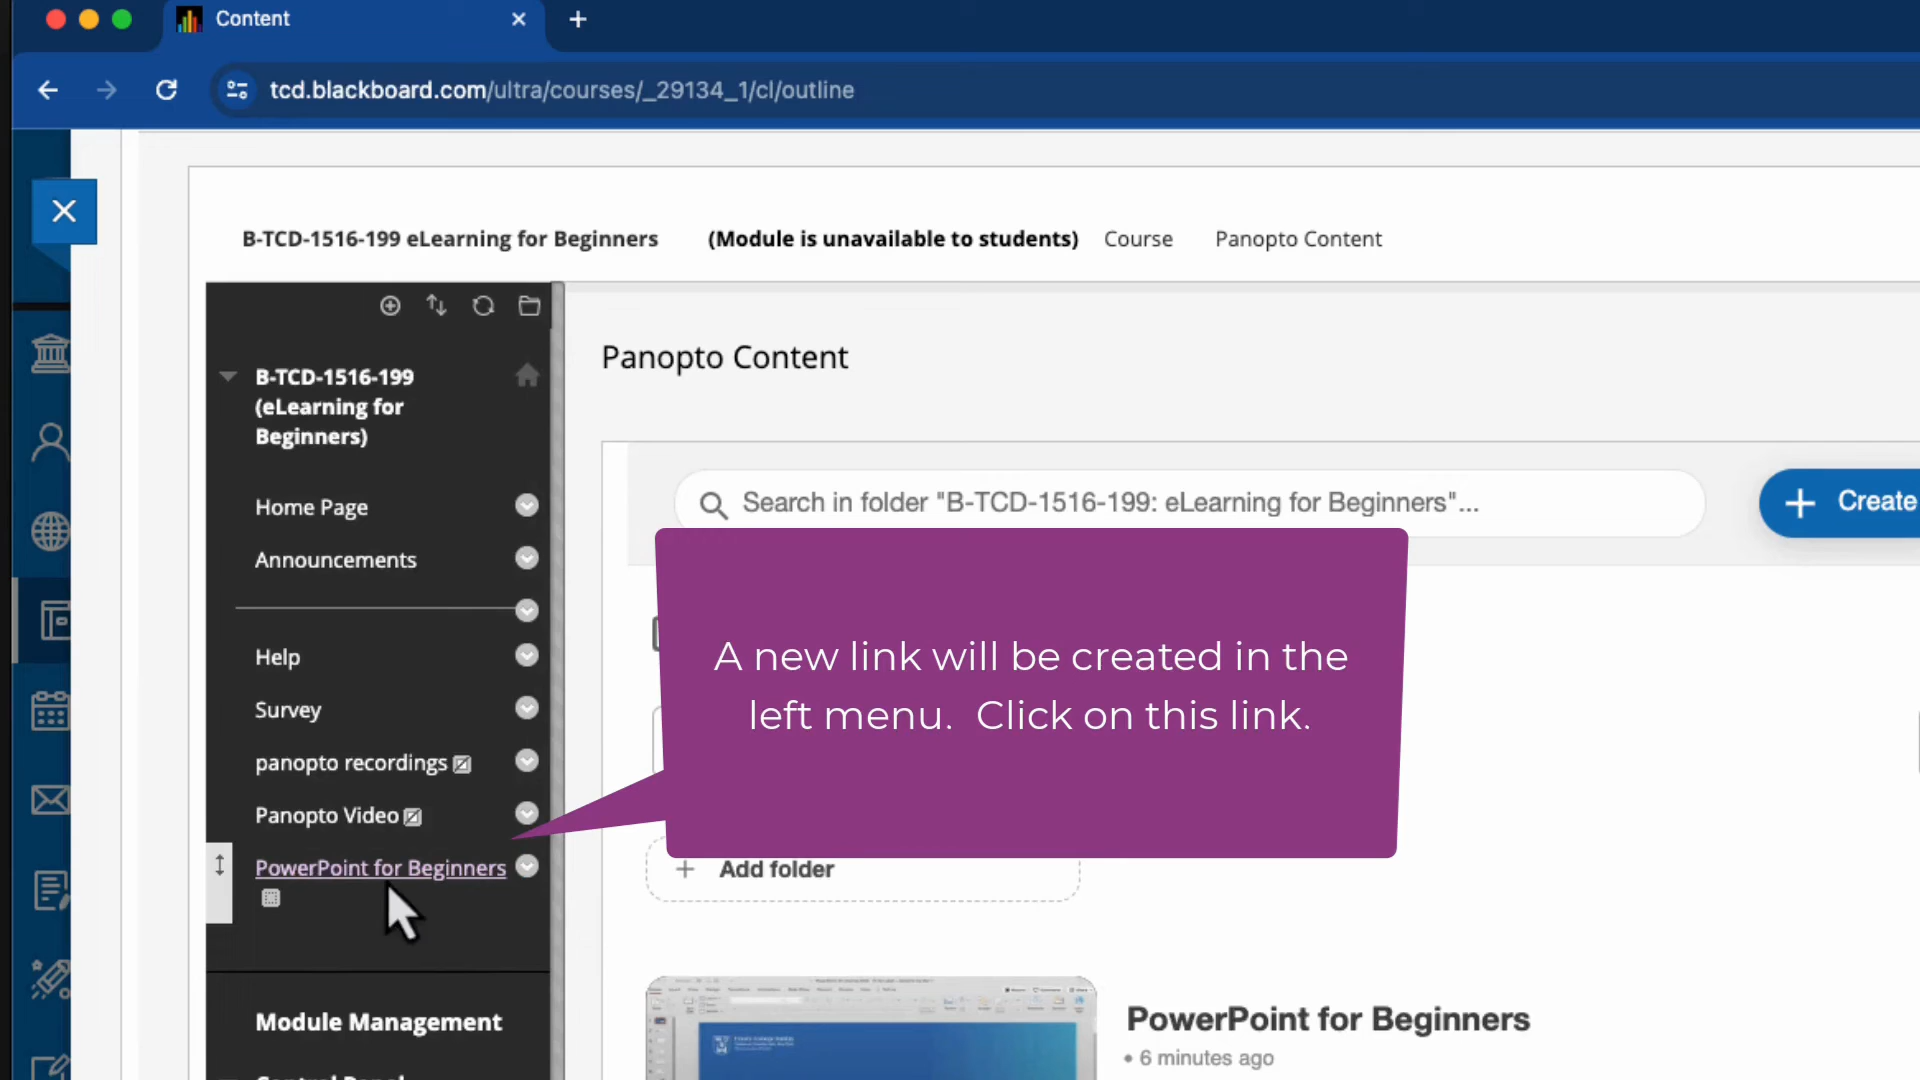 Content
tcd.blackboard.com/ultra/courses/_29134_1/cl/outline
B-TCD-1516-199 eLearning for Beginners (Module is unavailable to students) Course Panopto Content
B-TCD-1516-199
(eLearning for
Beginners)
Home Page
Announcements
Help
Survey
panopto recordings
Panopto Video
PowerPoint for Beginners
Module Management
Panopto Content
Search in folder "B-TCD-1516-199: eLearning for Beginners"...
Create
A new link will be created in the
left menu. Click on this link.
Add folder
PowerPoint for Beginners
• 6 minutes ago